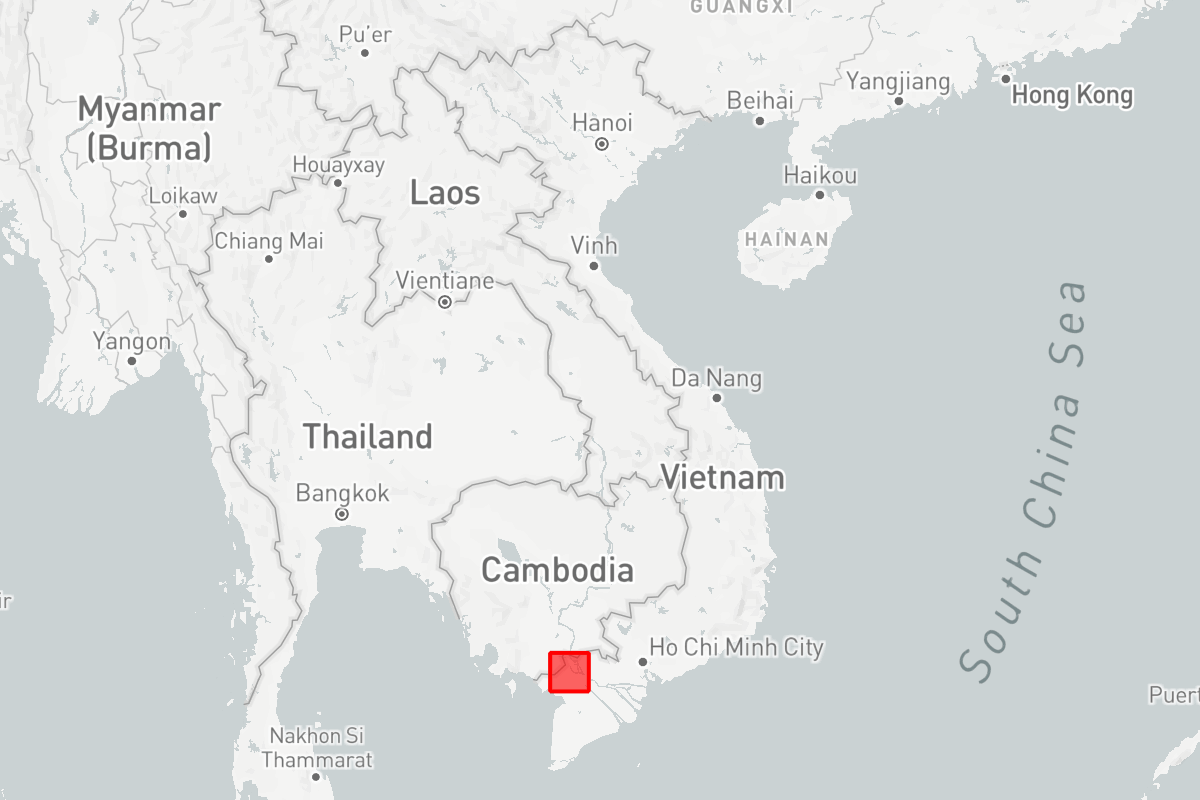 GUANGXI
Pu’er
Yangjiang
Beihai
Hong Kong
Myanmar
(Burma)
Hanoi
Houayxay
Haikou
Loikaw
Laos
Chiang Mai
HAINAN
Vinh
Vientiane
Yangon
South China Sea
Da Nang
Thailand
Vietnam
Bangkok
Cambodia
ir
Ho Chi Minh City
Puert
Nakhon Si
Thammarat